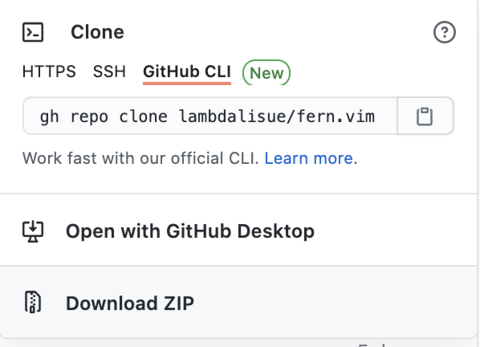 Clone
HTTPS SSH GitHub CLI New
gh repo clone lambdalisue/fern.vim
Work fast with our official CLI. Learn more.
Open with GitHub Desktop
Download ZIP